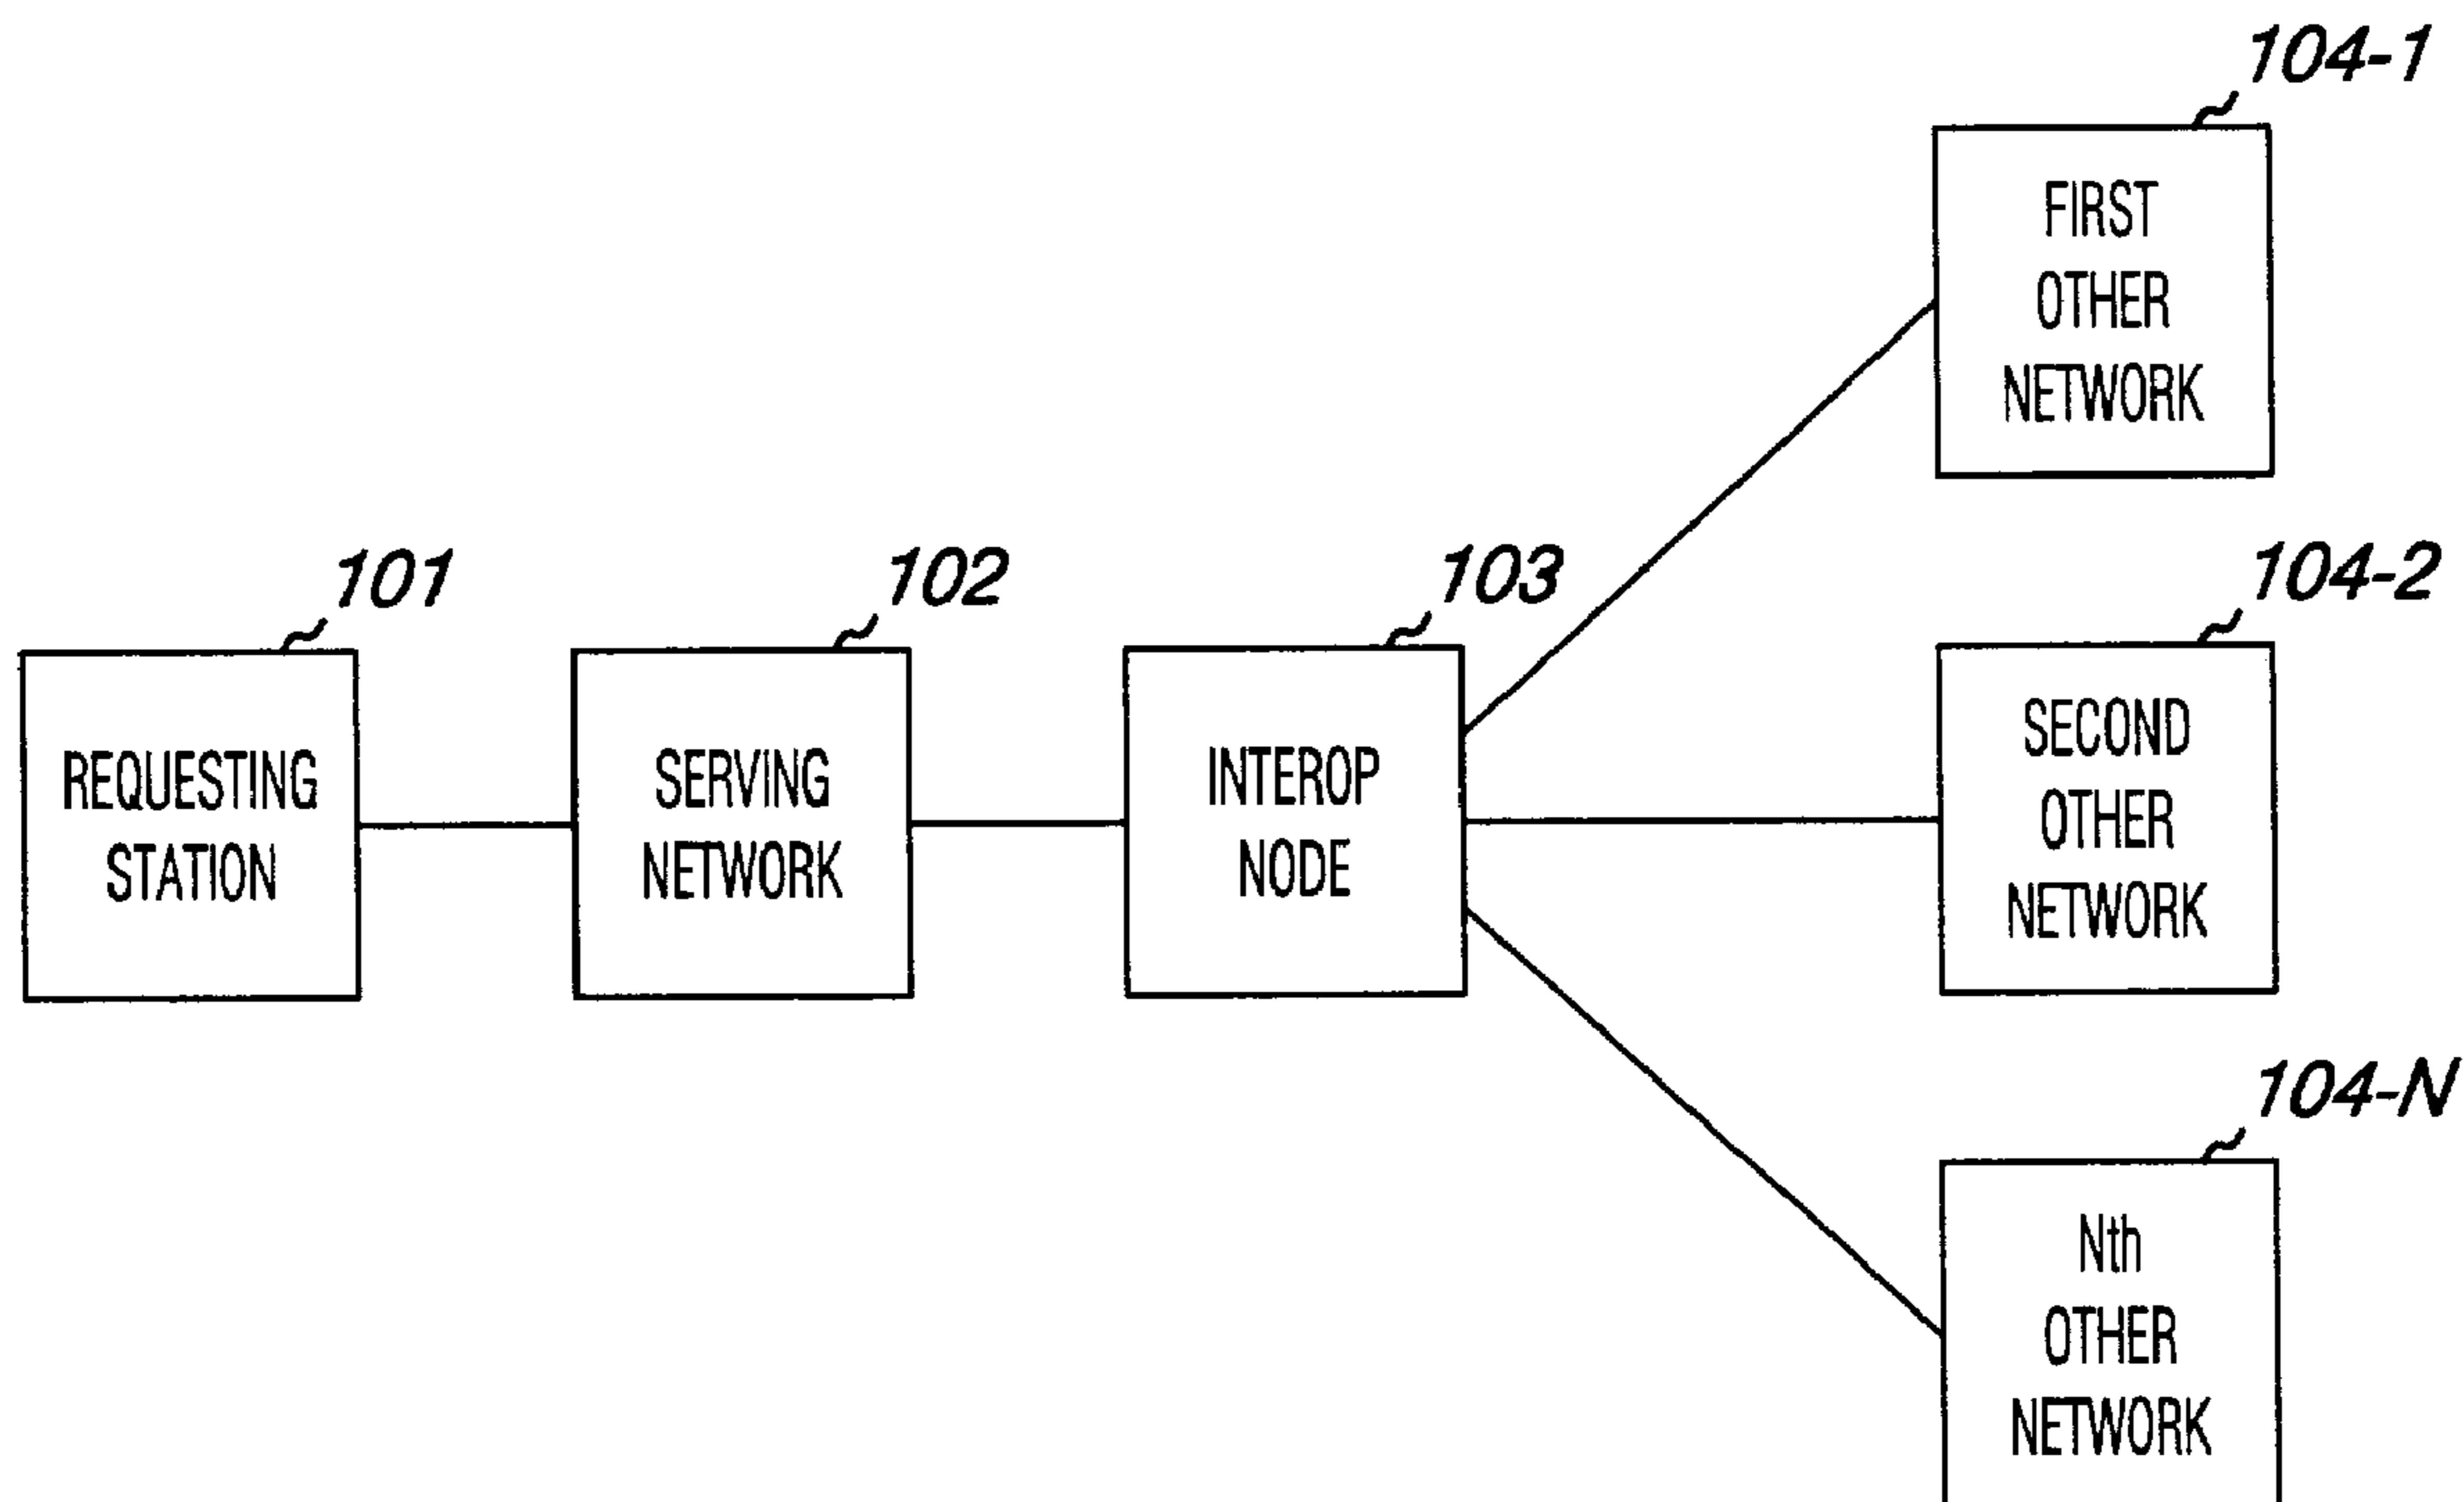 104-1
FIRST
OTHER
NETWORK
101
102
103
104-2
REQUESTING
STATION
SERVING
NETWORK
INTEROP
NODE
SECOND
OTHER
NETWORK
104-N
Nth
OTHER
NETWORK